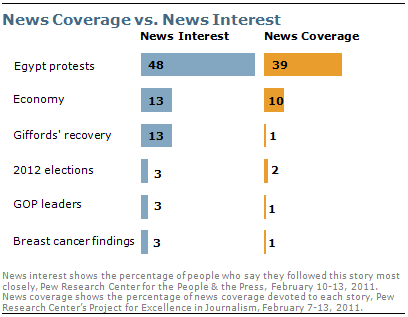 News Coverage vs. News Interest
News Interest News Coverage
Egypt protests 48 39
Economy 13 10
Giffords' recovery 13 1
2012 elections 3 2
GOP leaders 3 1
Breast cancer findings 3 1
News interest shows the percentage of people who say they followed this story most
closely, Pew Research Center for the People & the Press, February 10-13, 2011.
News coverage shows the percentage of news coverage devoted to each story, Pew
Research Center's Project for Excellence in Journalism, February 7-13, 2011.